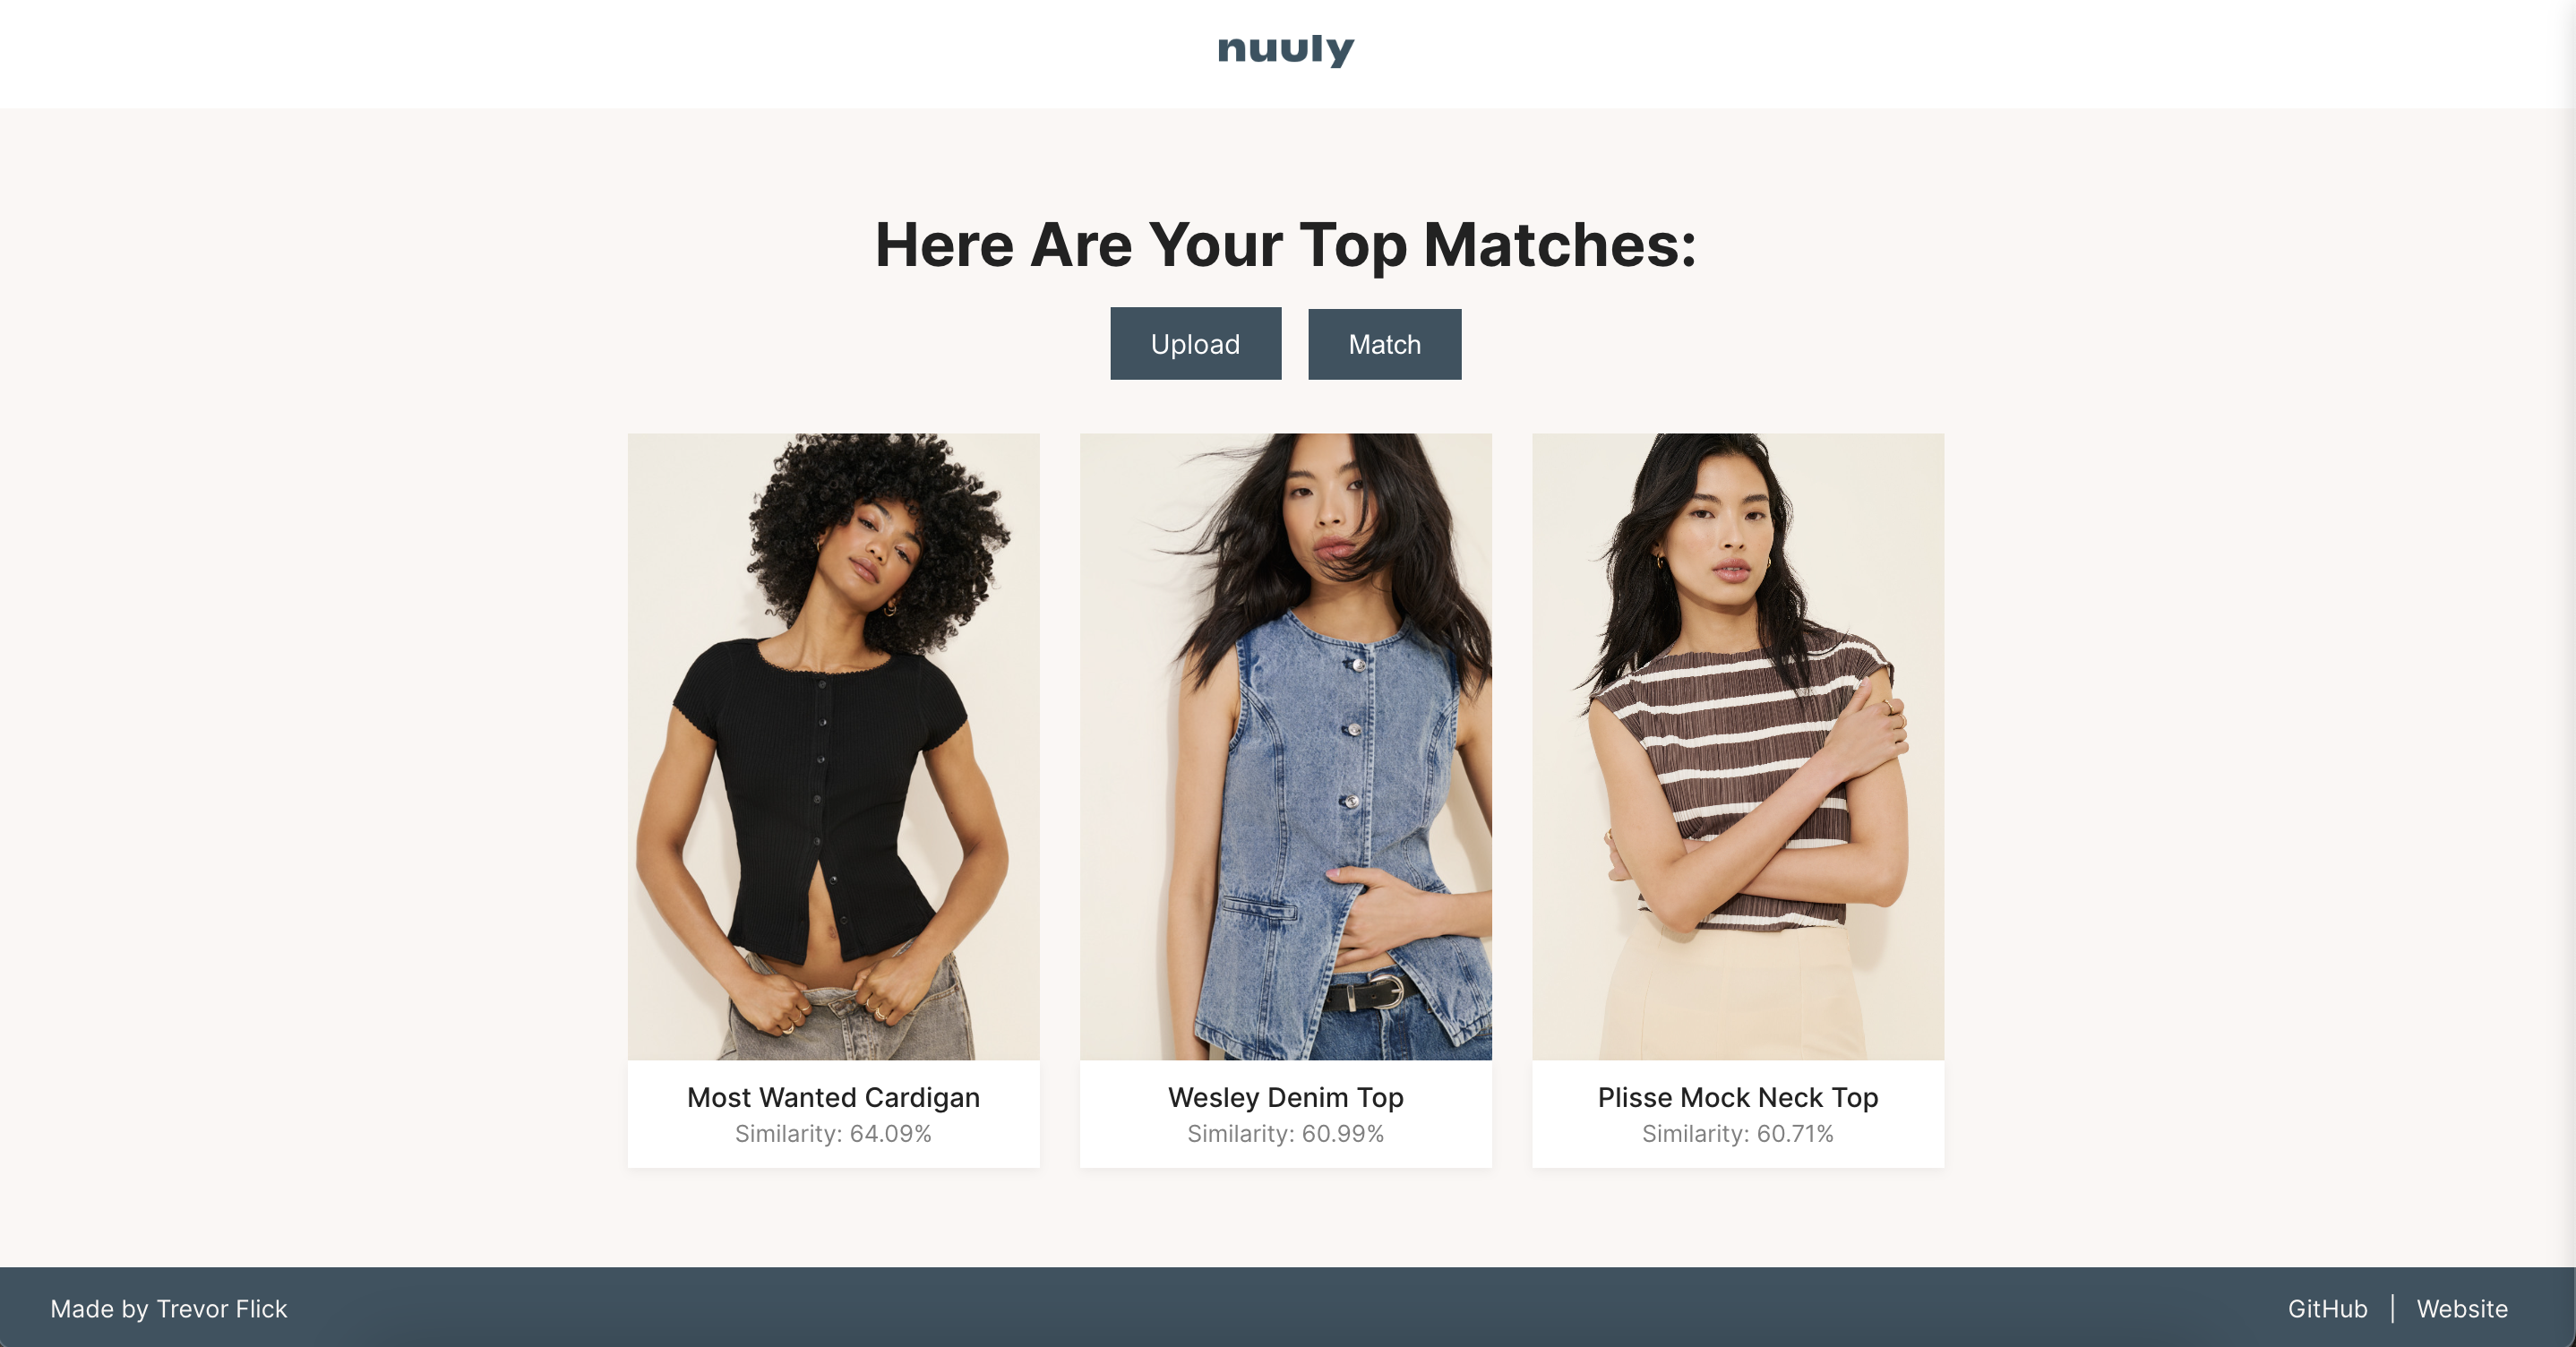 nuuly
Here Are Your Top Matches:
Upload
Match
Most Wanted Cardigan
Similarity: 64.09%
Wesley Denim Top
Similarity: 60.99%
Plisse Mock Neck Top
Similarity: 60.71%
Made by Trevor Flick
GitHub | Website